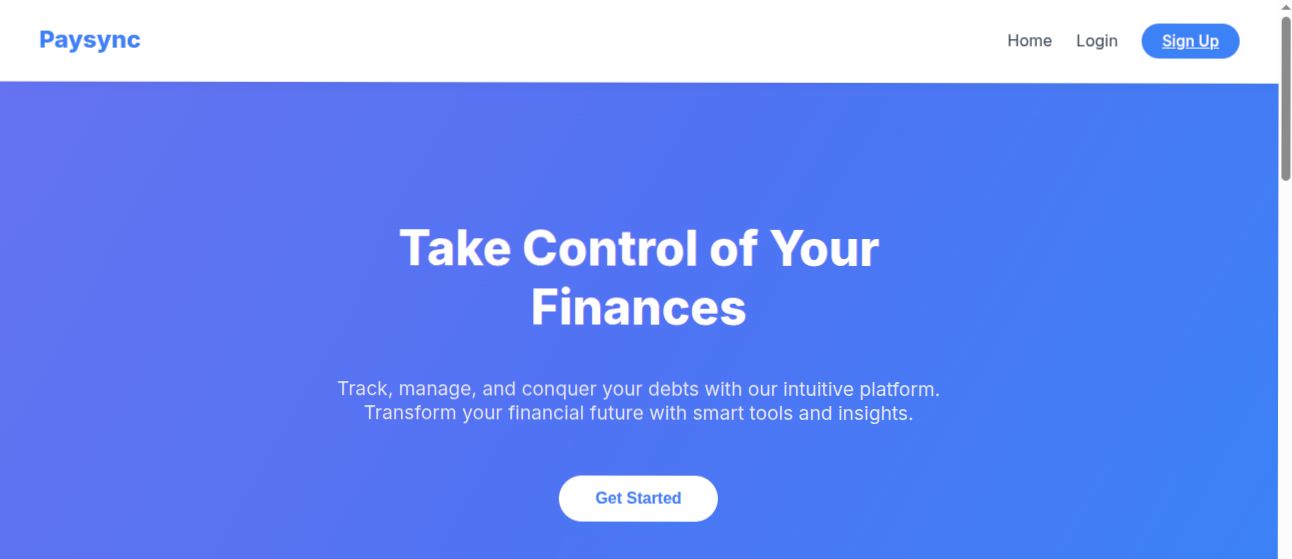 Paysync
Home
Login
Sign Up
Take Control of Your
Finances
Track, manage, and conquer your debts with our intuitive platform.
Transform your financial future with smart tools and insights.
Get Started